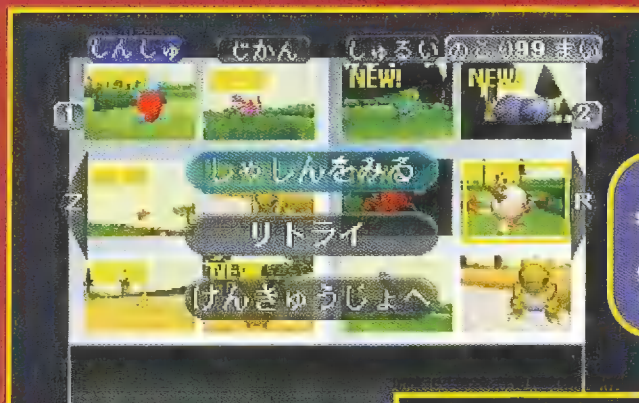 しんしゅ じかん しゅるい のこり099まい
NEW! NEW!
1 2
しゃしんをみる
Z R
リトライ
けんきゅうじょへ